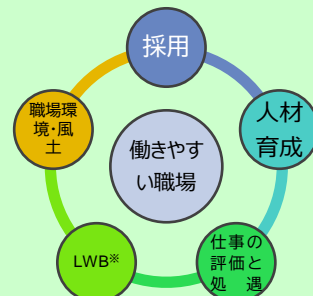 採用
人材
育成
仕事の
評価と
処遇
LWB※
職場環
境・風
土
働きやす
い職場